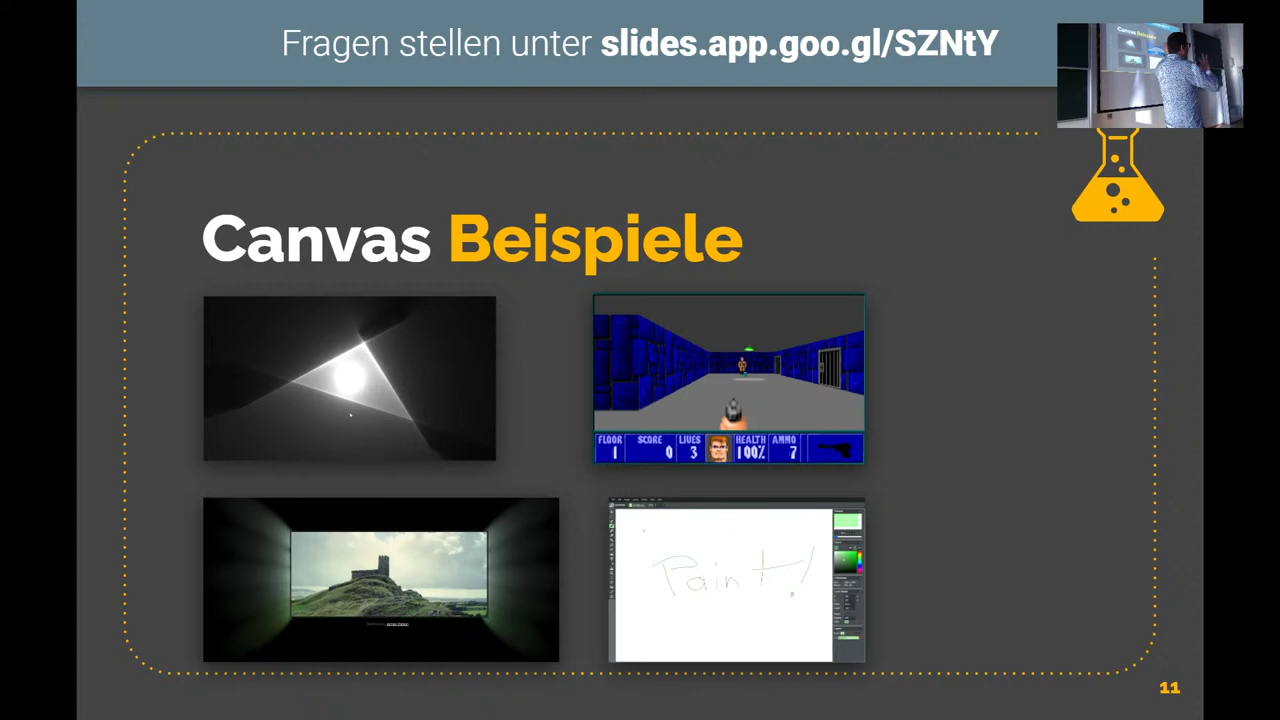 Fragen stellen unter slides.app.goo.gl/SZNtY
Canvas Beispiele
FLOOR SCORE LIVES HEALTH AMMO
1 0 3 100% 7
Paint!
11